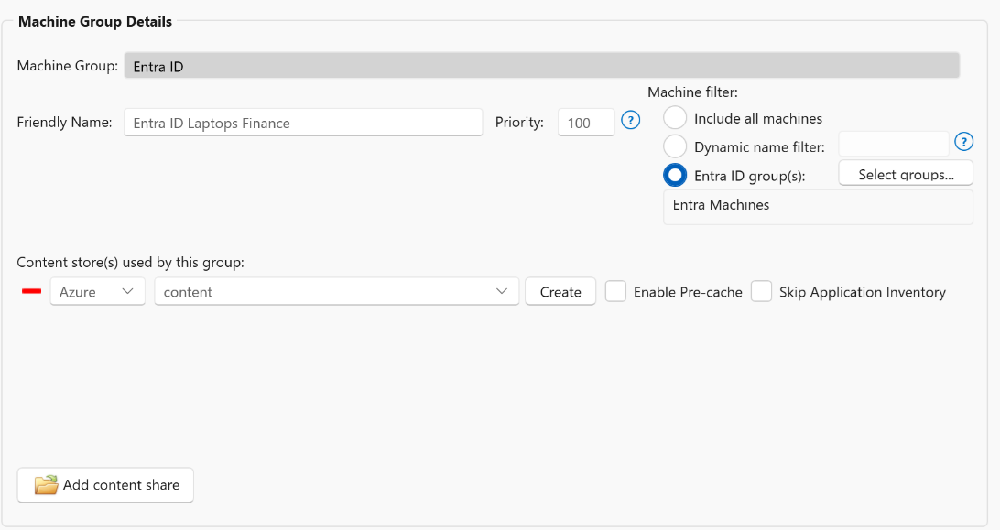 Machine Group Details
Machine Group: Entra ID
Machine filter:
Friendly Name: Entra ID Laptops Finance Priority: 100 ? Include all machines
Dynamic name filter: ?
Entra ID group(s): Select groups...
Entra Machines
Content store(s) used by this group:
Azure content Create Enable Pre-cache Skip Application Inventory
Add content share